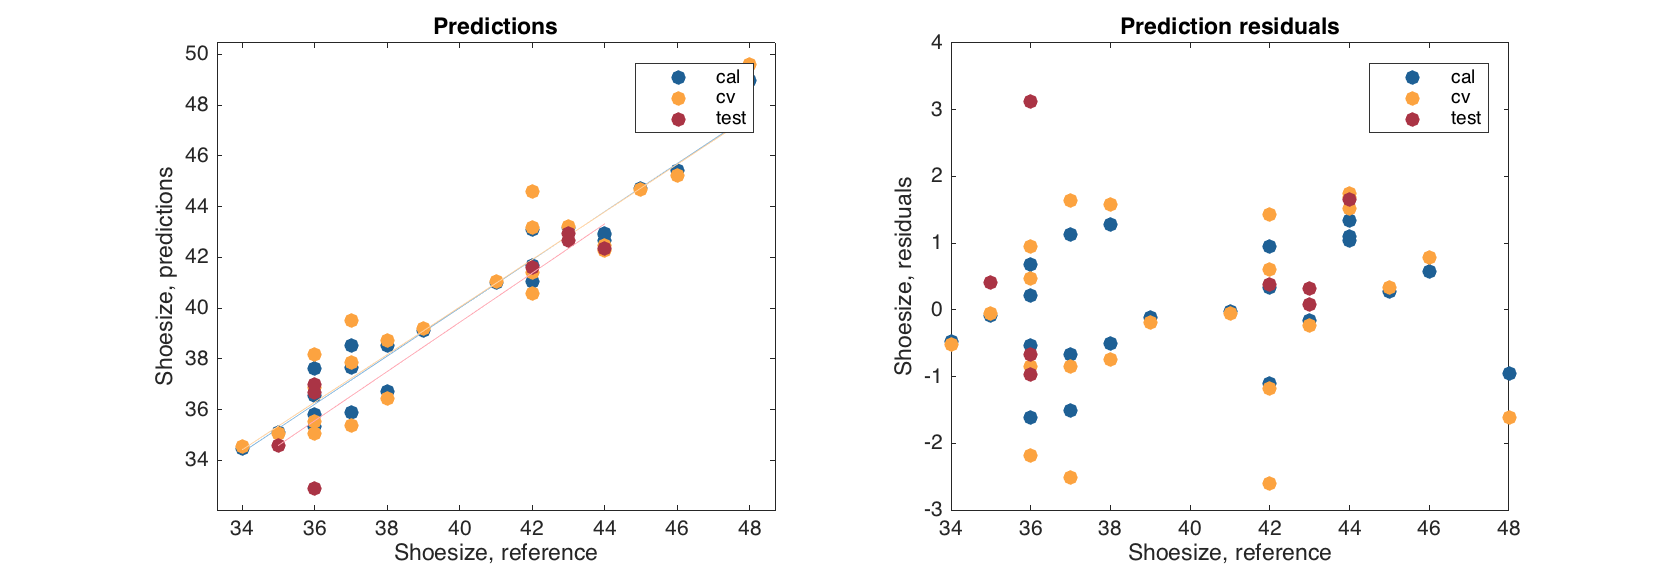 Predictions
50
48
46
44
42
40
38
36
34
Shoesize, predictions
cal
cv
test
34 36 38 40 42 44 46 48
Shoesize, reference
Prediction residuals
4
3
2
1
0
-1
-2
-3
Shoesize, residuals
cal
cv
test
34 36 38 40 42 44 46 48
Shoesize, reference